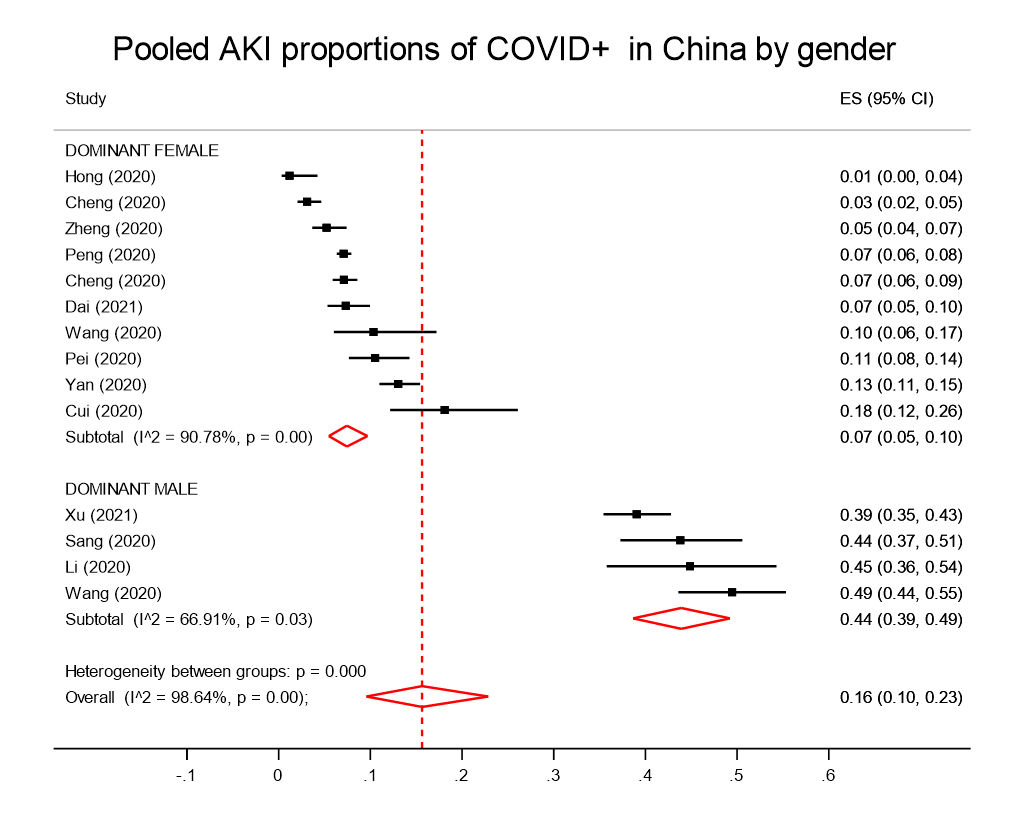 Pooled AKI proportions of COVID+  in China by gender
Study ES (95% CI)
DOMINANT FEMALE
Hong (2020) 0.01 (0.00, 0.04)
Cheng (2020) 0.03 (0.02, 0.05)
Zheng (2020) 0.05 (0.04, 0.07)
Peng (2020) 0.07 (0.06, 0.08)
Cheng (2020) 0.07 (0.06, 0.09)
Dai (2021) 0.07 (0.05, 0.10)
Wang (2020) 0.10 (0.06, 0.17)
Pei (2020) 0.11 (0.08, 0.14)
Yan (2020) 0.13 (0.11, 0.15)
Cui (2020) 0.18 (0.12, 0.26)
Subtotal  (I^2 = 90.78%, p = 0.00) 0.07 (0.05, 0.10)
DOMINANT MALE
Xu (2021) 0.39 (0.35, 0.43)
Sang (2020) 0.44 (0.37, 0.51)
Li (2020) 0.45 (0.36, 0.54)
Wang (2020) 0.49 (0.44, 0.55)
Subtotal  (I^2 = 66.91%, p = 0.03) 0.44 (0.39, 0.49)
Heterogeneity between groups: p = 0.000
Overall  (I^2 = 98.64%, p = 0.00); 0.16 (0.10, 0.23)
-.1 0 .1 .2 .3 .4 .5 .6